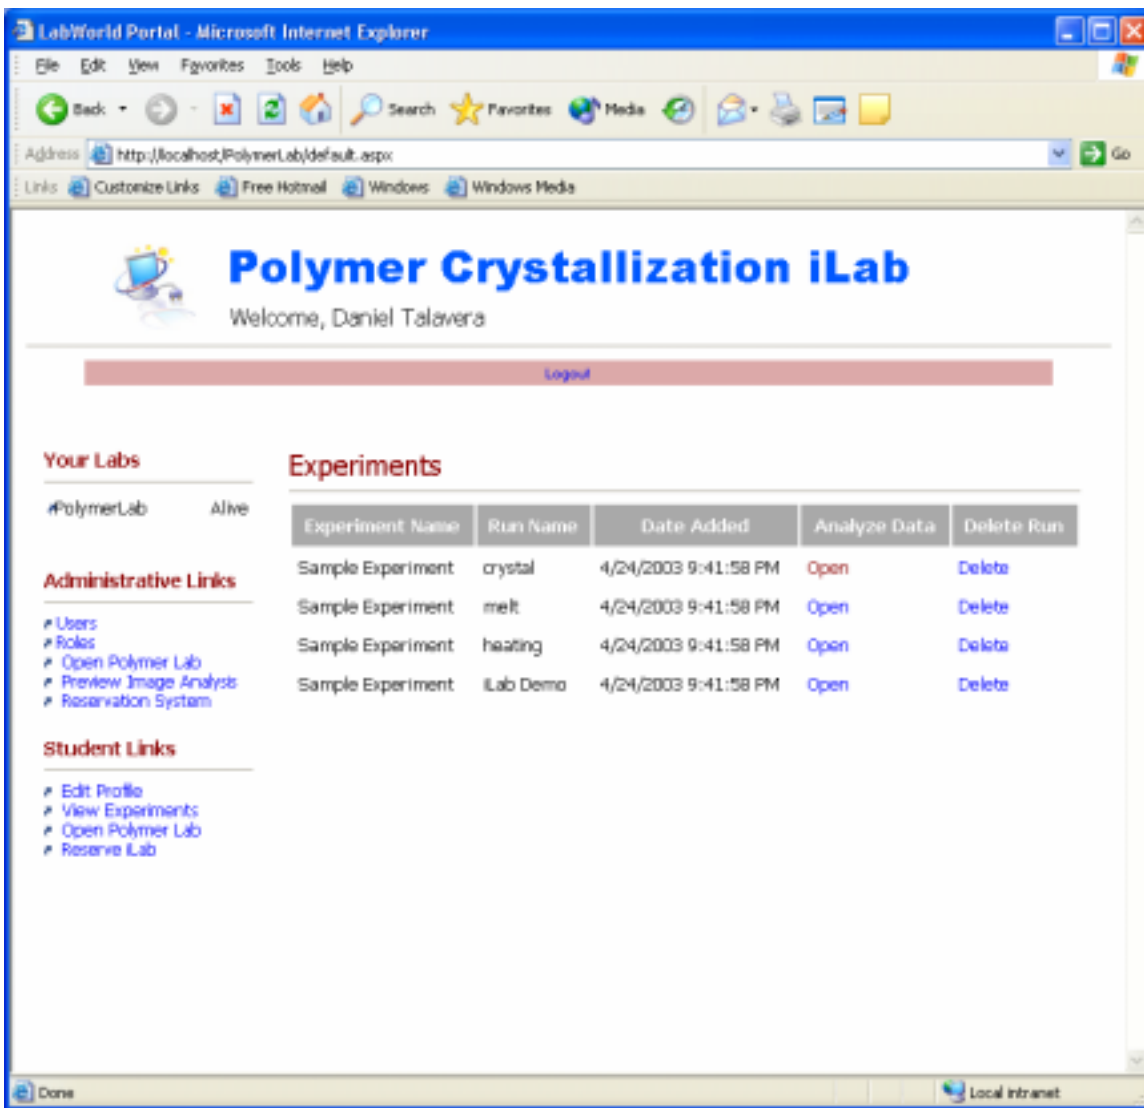 LabWorld Portal - Microsoft Internet Explorer
File Edit View Favorites Tools Help
Back Search Favorites Media
Address http://localhost/PolymerLab/default.aspx Go
Links Customize Links Free Hotmail Windows Windows Media
Polymer Crystallization iLab
Welcome, Daniel Talavera
Logout
Your Labs
PolymerLab Alive
Administrative Links
Users
Roles
Open Polymer Lab
Preview Image Analysis
Reservation System
Student Links
Edit Profile
View Experiments
Open Polymer Lab
Reserve iLab
Experiments
Experiment Name Run Name Date Added Analyze Data Delete Run
Sample Experiment crystal 4/24/2003 9:41:58 PM Open Delete
Sample Experiment melt 4/24/2003 9:41:58 PM Open Delete
Sample Experiment heating 4/24/2003 9:41:58 PM Open Delete
Sample Experiment iLab Demo 4/24/2003 9:41:58 PM Open Delete
Done Local intranet